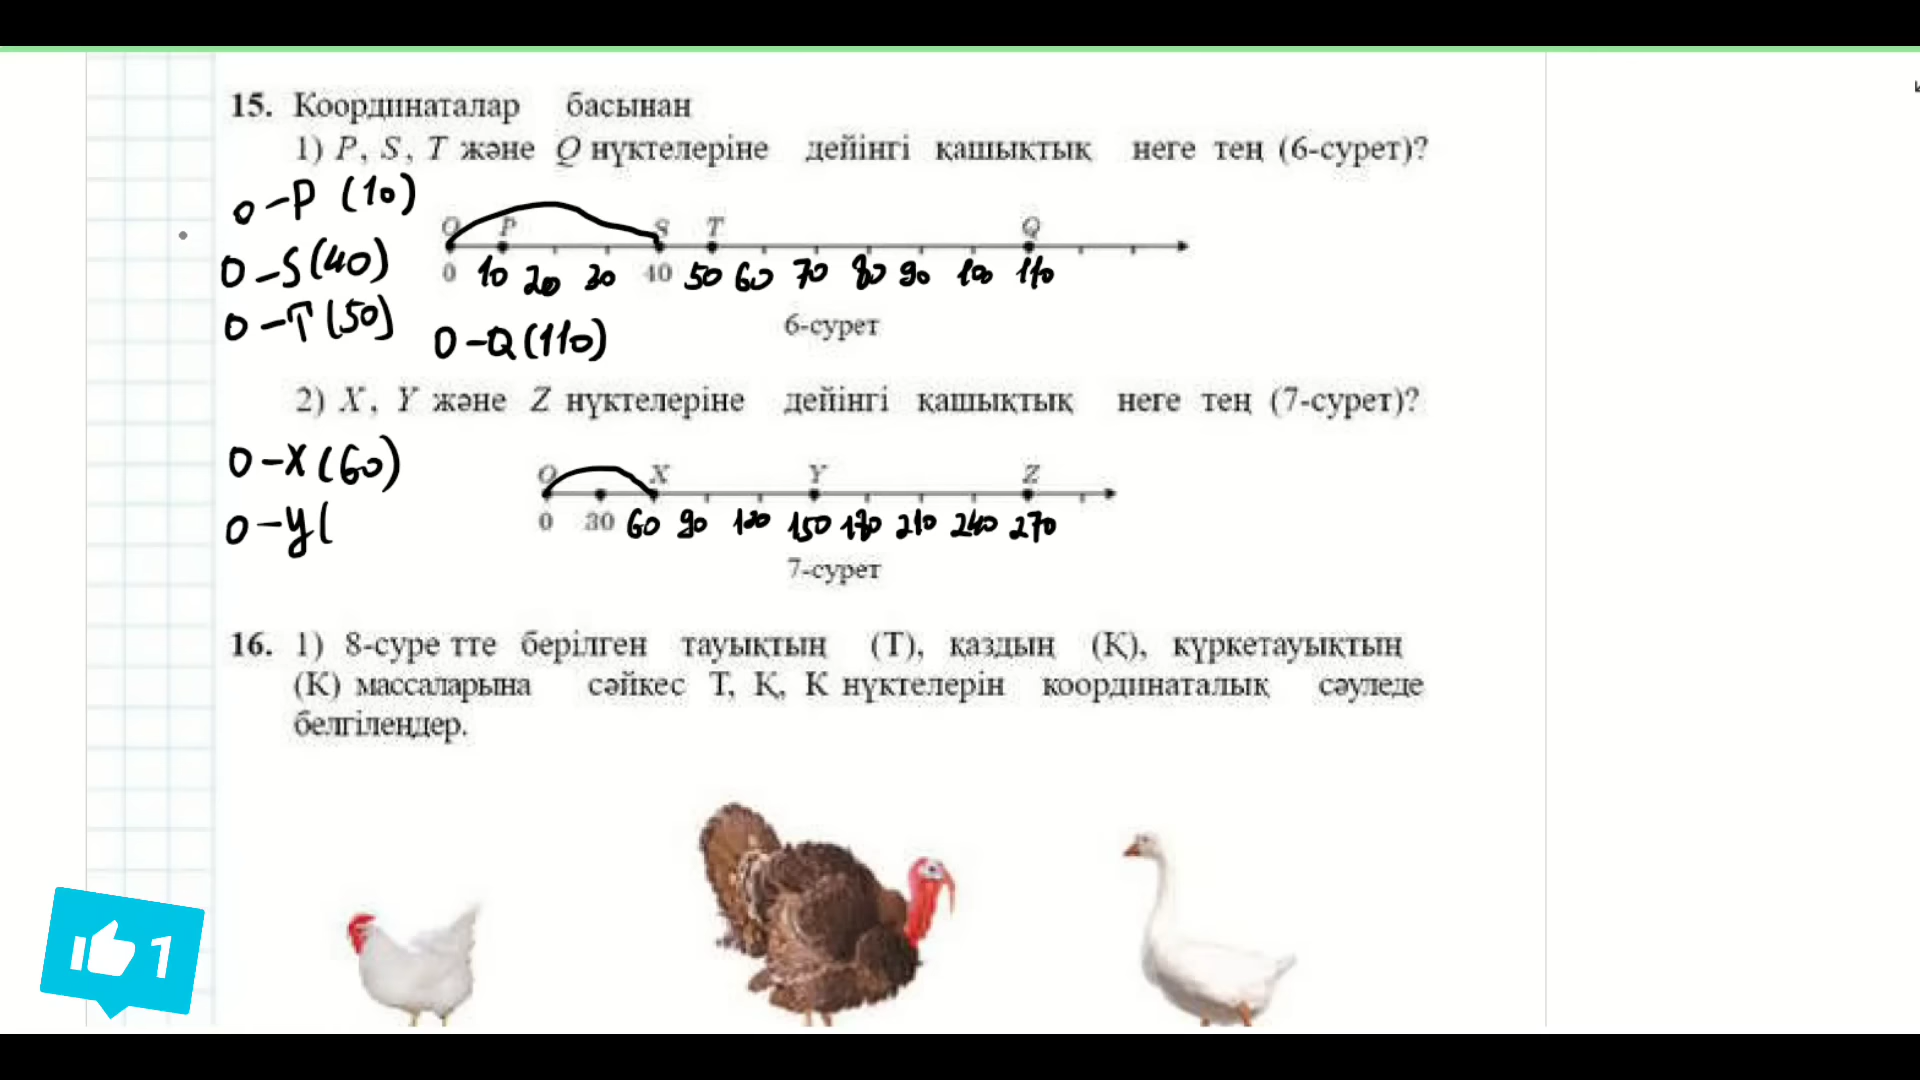 15. Координаталар басынан
1) P, S, T және Q нүктелеріне дейінгі қашықтық неге тең (6-сурет)?
O-P (10)
O P S T Q
O-S (40)
0 10 20 30 40 50 60 70 80 90 100 110
O-T (50)
O-Q (110)
6-сурет
2) X, Y және Z нүктелеріне дейінгі қашықтық неге тең (7-сурет)?
O-X (60)
O X Y Z
O-y (
0 30 60 90 120 150 180 210 240 270
7-сурет
16. 1) 8-суре тте берілген тауықтың (Т), қаздың (Қ), күркетауықтың
(К) массаларына сәйкес Т, Қ, К нүктелерін координаталық сәуледе
белгілеңдер.
1